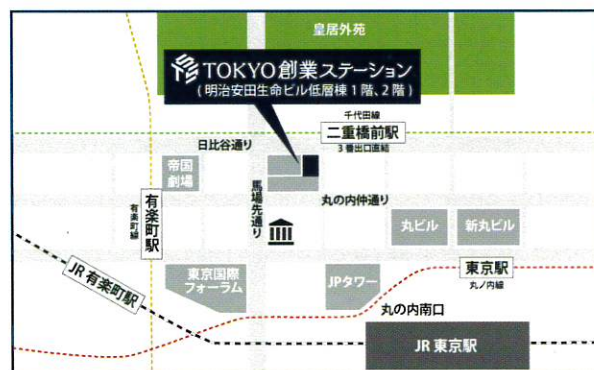 皇居外苑
TOKYO創業ステーション
(明治安田生命ビル低層棟1階、2階)
千代田線
二重橋前駅
3番出口直結
日比谷通り
帝国
劇場
馬場先通り
丸の内仲通り
有楽町駅
有楽町線
丸ビル
新丸ビル
JR有楽町駅
東京国際
フォーラム
JPタワー
東京駅
丸ノ内線
丸の内南口
JR 東京駅